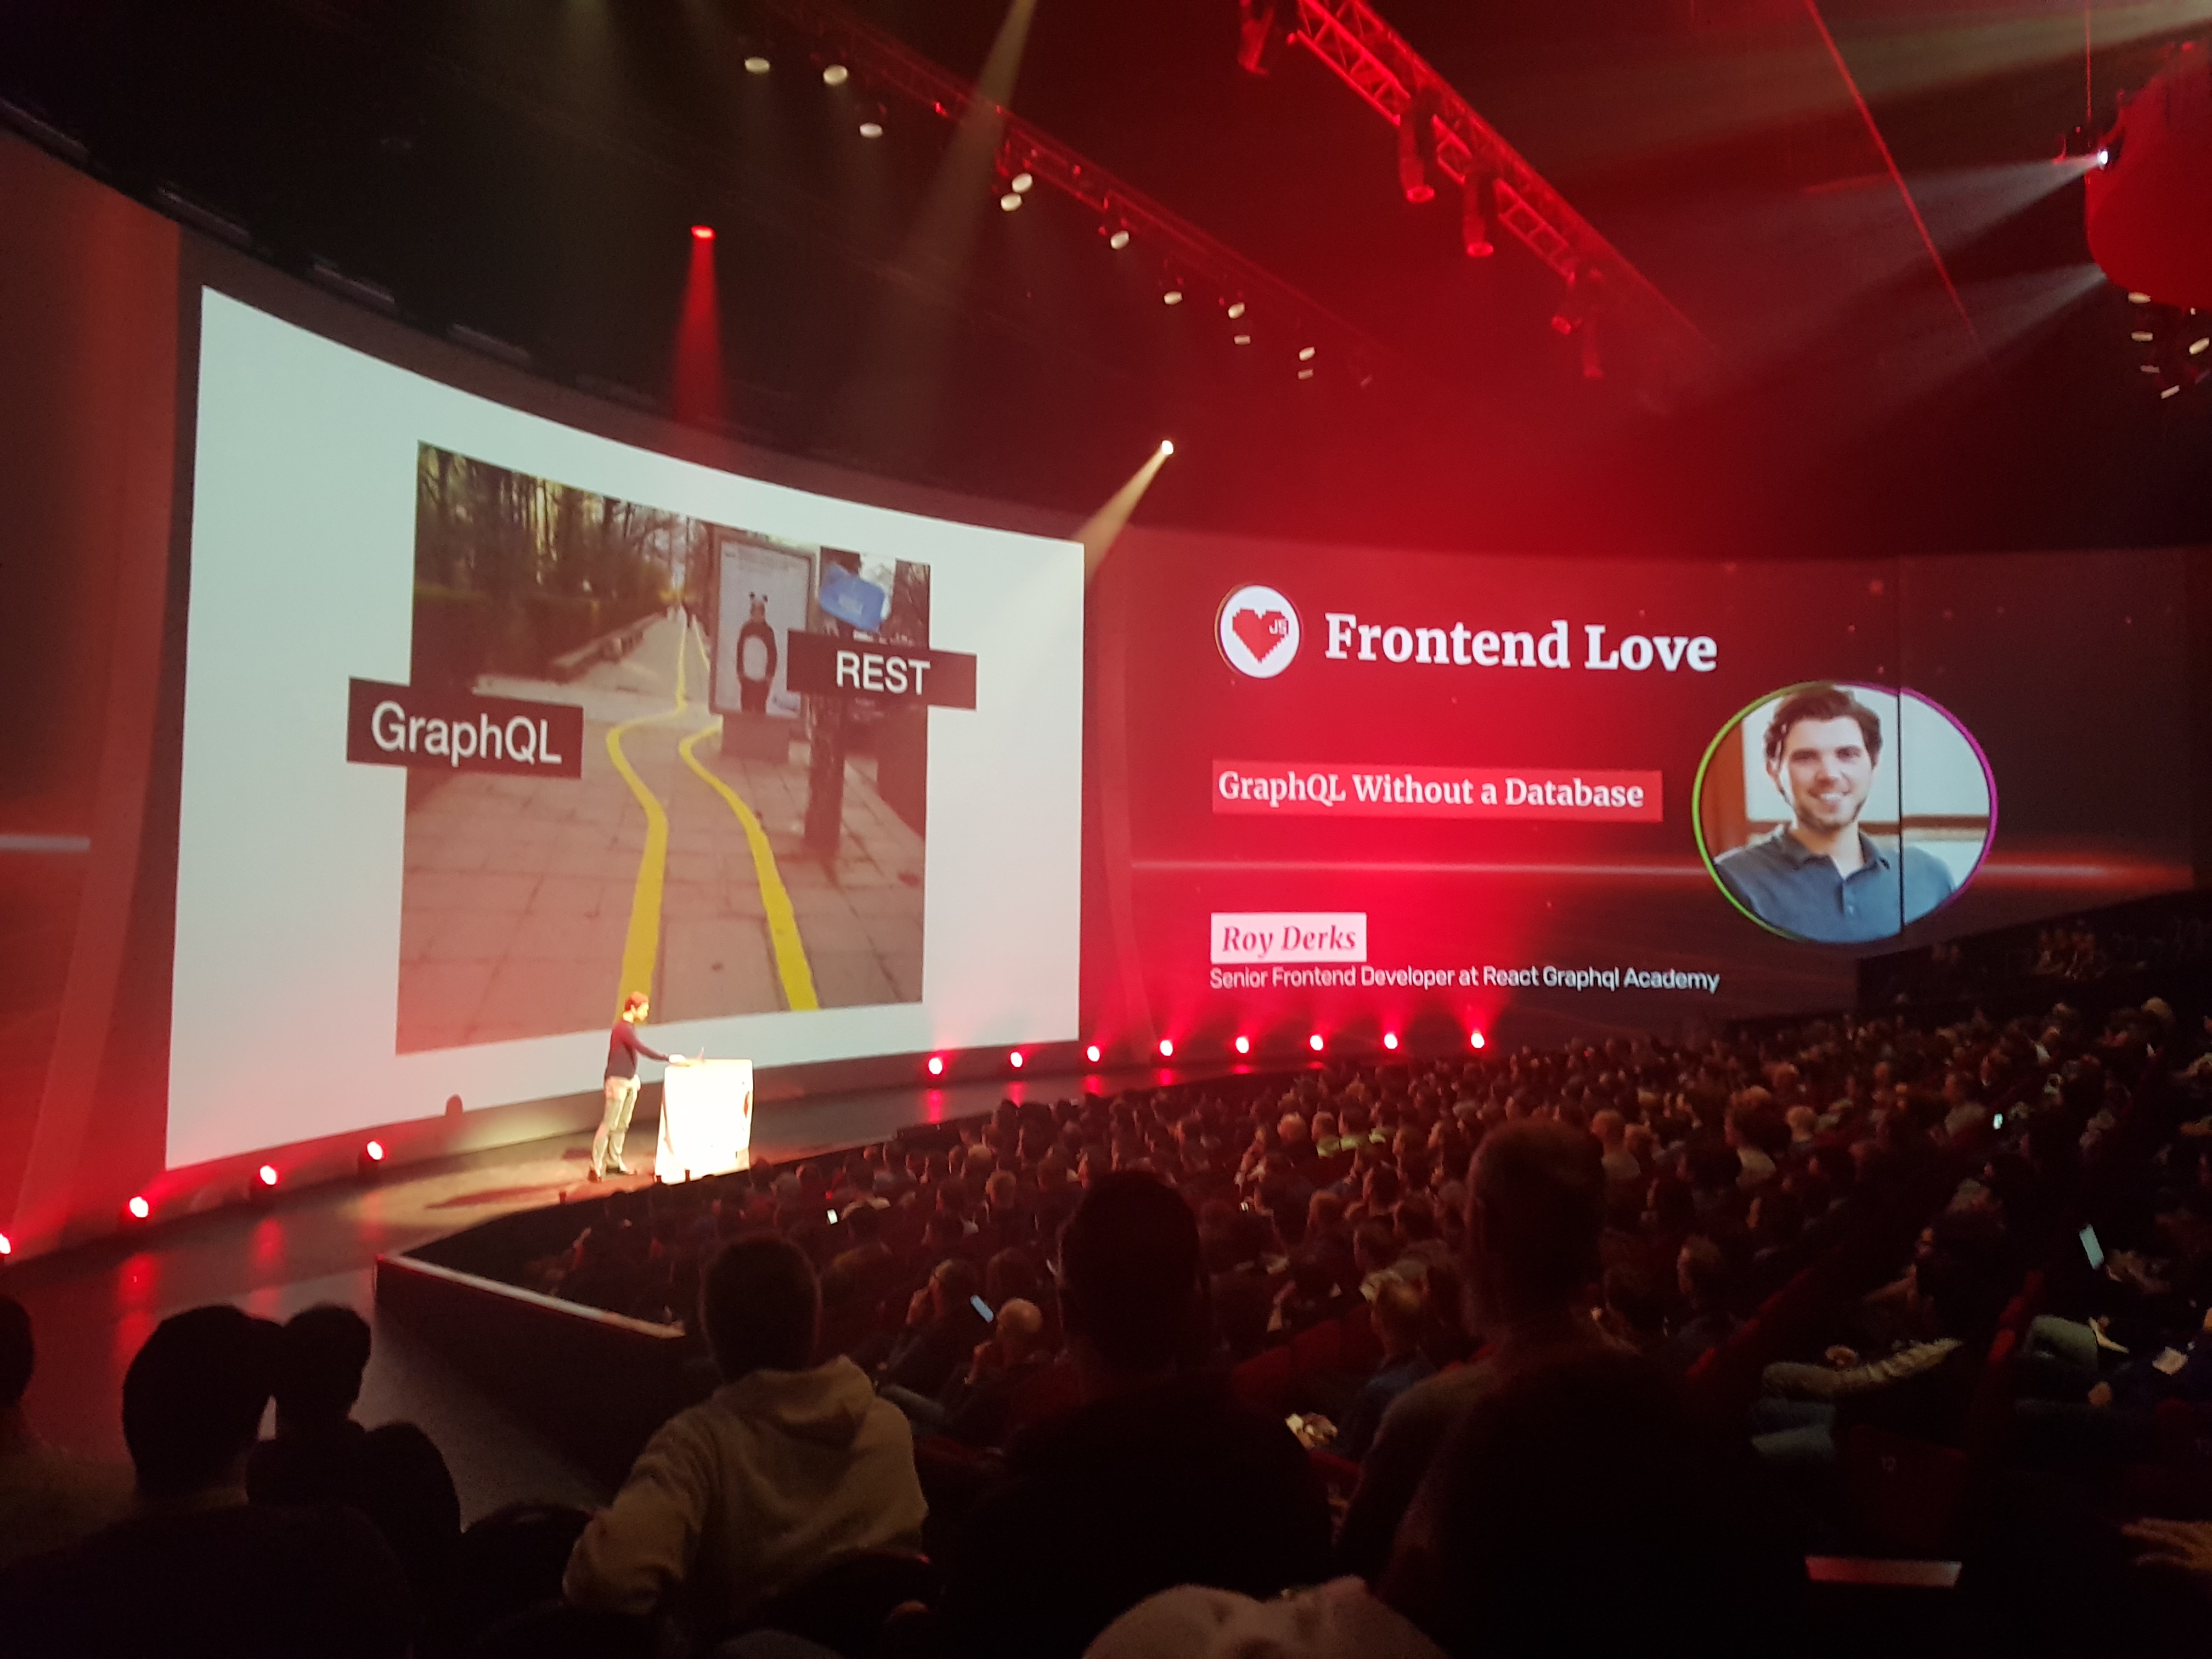 GraphQL
REST
JS
Frontend Love
GraphQL Without a Database
Roy Derks
Senior Frontend Developer at React Graphql Academy